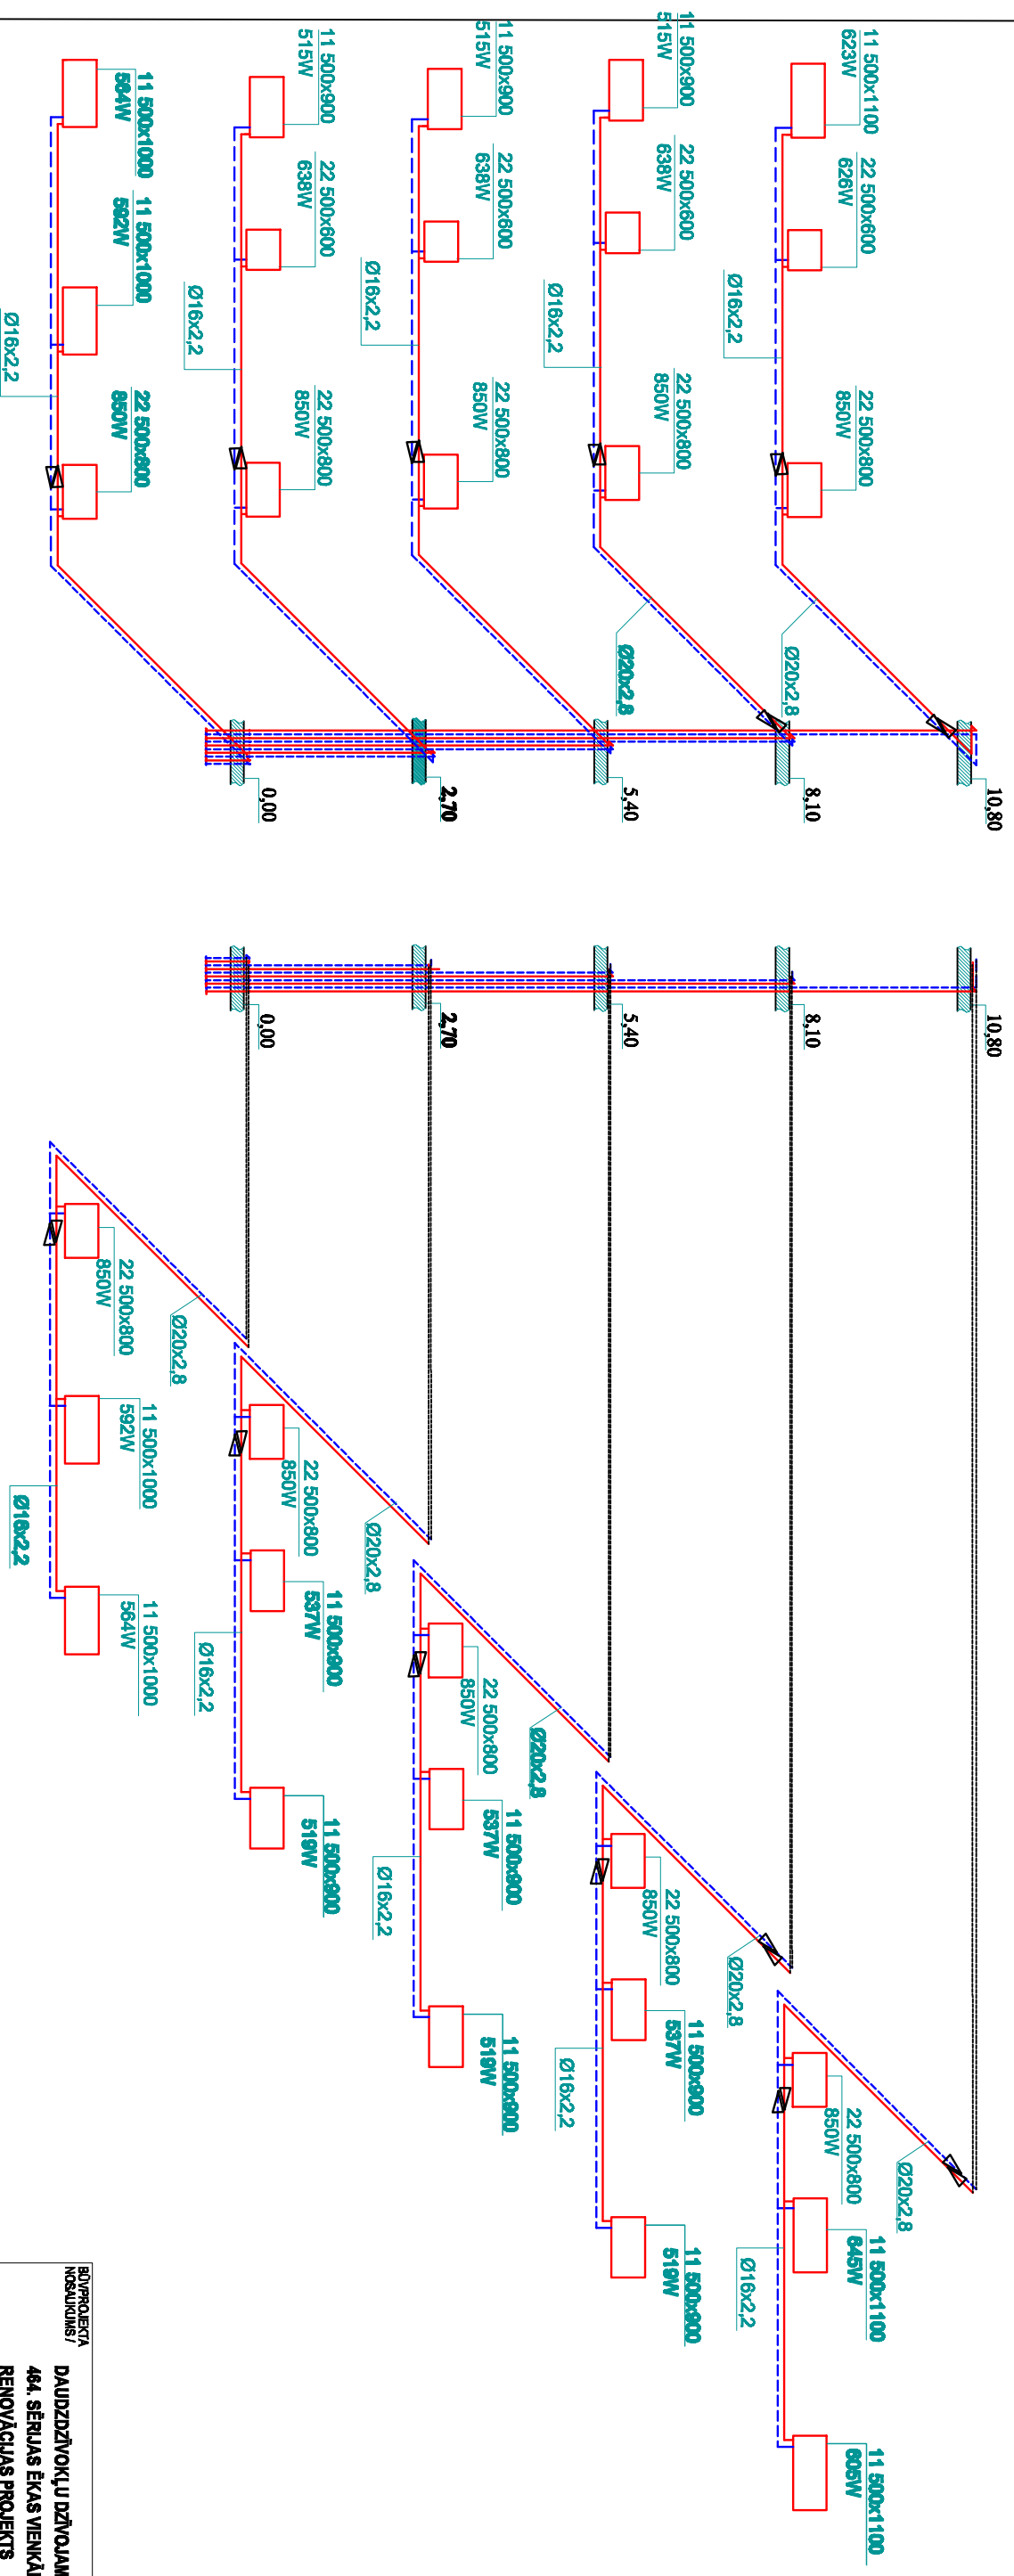 10,80
11 500x1100
623W
22 500x600
626W
22 500x800
850W
Ø16x2,2
Ø20x2,8
8,10
11 500x900
515W
22 500x600
638W
22 500x800
850W
Ø16x2,2
Ø20x2,8
5,40
11 500x900
515W
22 500x600
638W
22 500x800
850W
Ø16x2,2
2,70
11 500x900
515W
22 500x600
638W
22 500x800
850W
Ø16x2,2
0,00
11 500x1000
564W
11 500x1000
592W
22 500x800
850W
Ø16x2,2
10,80
Ø20x2,8
22 500x800
850W
11 500x1100
645W
11 500x1100
605W
Ø16x2,2
8,10
Ø20x2,8
22 500x800
850W
11 500x900
537W
11 500x900
519W
Ø16x2,2
5,40
Ø20x2,8
22 500x800
850W
11 500x900
537W
11 500x900
519W
Ø16x2,2
2,70
Ø20x2,8
22 500x800
850W
11 500x900
537W
11 500x900
519W
Ø16x2,2
0,00
Ø20x2,8
22 500x800
850W
11 500x1000
592W
11 500x1000
564W
Ø16x2,2
BŪVPROJEKTA
NOSAUKUMS /
DAUDZDZĪVOKĻU DZĪVOJAM
464. SĒRIJAS ĒKAS VIENKĀ
RENOVĀCIJAS PROJEKTS